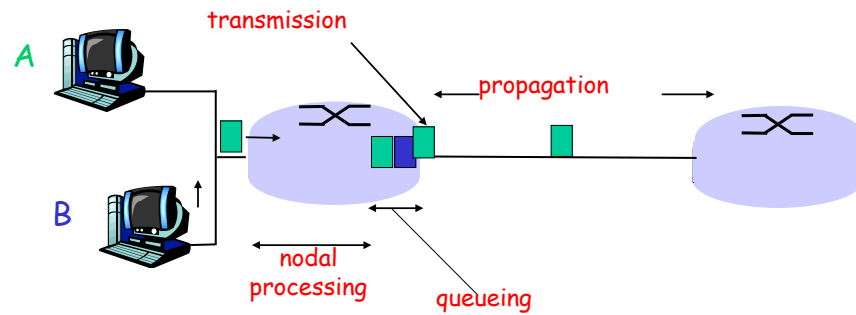 transmission
A
propagation
B
nodal
processing
queueing